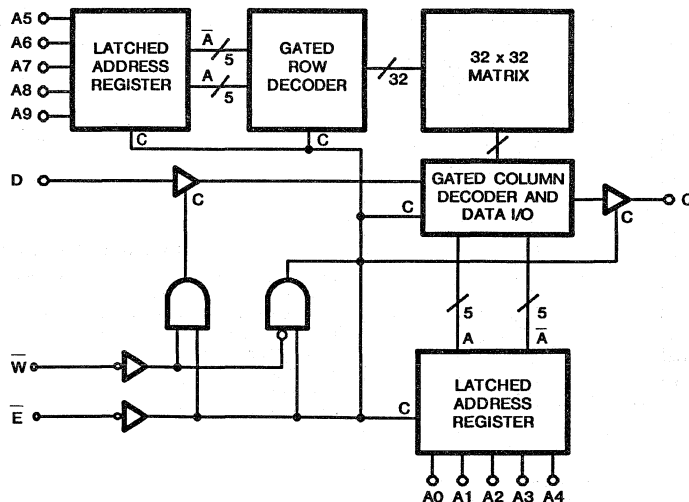 A5
A6
A7
A8
A9
LATCHED
ADDRESS
REGISTER
A̅
5
A
5
GATED
ROW
DECODER
32
32 x 32
MATRIX
C
C
D
C
GATED COLUMN
DECODER AND
DATA I/O
C
C
5
5
A
A̅
W̅
E̅
C
LATCHED
ADDRESS
REGISTER
A0 A1 A2 A3 A4